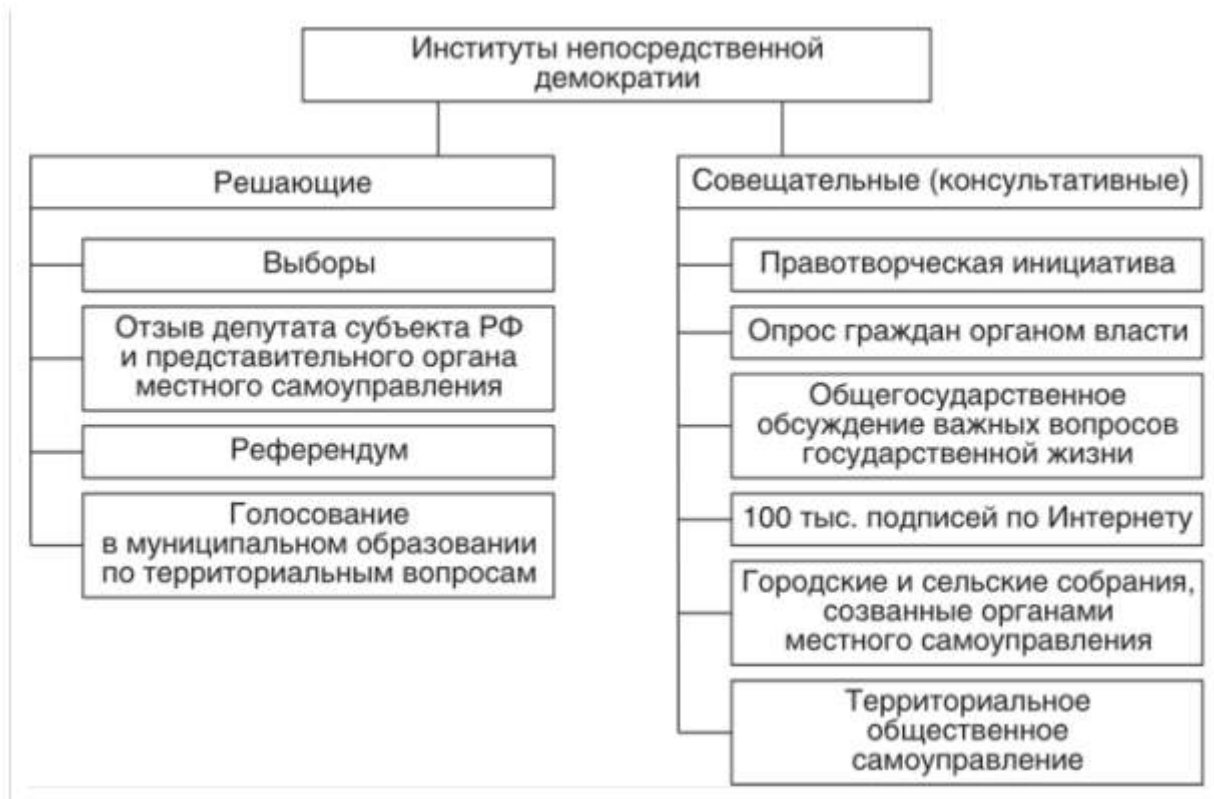 Институты непосредственной
демократии
Решающие
Выборы
Отзыв депутата субъекта РФ
и представительного органа
местного самоуправления
Референдум
Голосование
в муниципальном образовании
по территориальным вопросам
Совещательные (консультативные)
Правотворческая инициатива
Опрос граждан органом власти
Общегосударственное
обсуждение важных вопросов
государственной жизни
100 тыс. подписей по Интернету
Городские и сельские собрания,
созванные органами
местного самоуправления
Территориальное
общественное
самоуправление